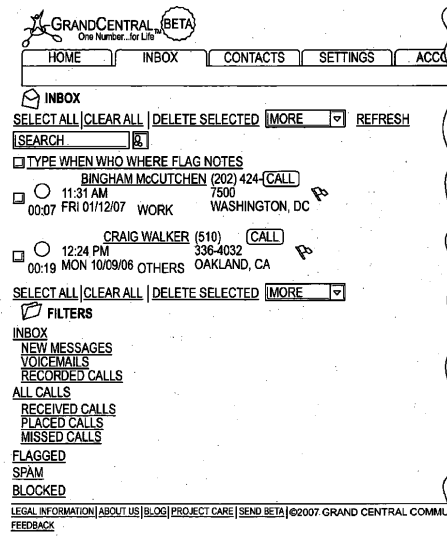 GRANDCENTRAL™ BETA
One Number...for Life
HOME INBOX CONTACTS SETTINGS
INBOX
SELECT ALL|CLEAR ALL|DELETE SELECTED MORE REFRESH
SEARCH
TYPE WHEN WHO WHERE FLAG NOTES
BINGHAM McCUTCHEN (202) 424- CALL
11:31 AM 7500
00:07 FRI 01/12/07 WORK WASHINGTON, DC
CRAIG WALKER (510) CALL
12:24 PM 336-4032
00:19 MON 10/09/06 OTHERS OAKLAND, CA
SELECT ALL|CLEAR ALL|DELETE SELECTED MORE
FILTERS
INBOX
NEW MESSAGES
VOICEMAILS
RECORDED CALLS
ALL CALLS
RECEIVED CALLS
PLACED CALLS
MISSED CALLS
FLAGGED
SPAM
BLOCKED
LEGAL INFORMATION|ABOUT US|BLOG|PROJECT CARE|SEND BETA|©2007 GRAND CENTRAL COMMU
FEEDBACK